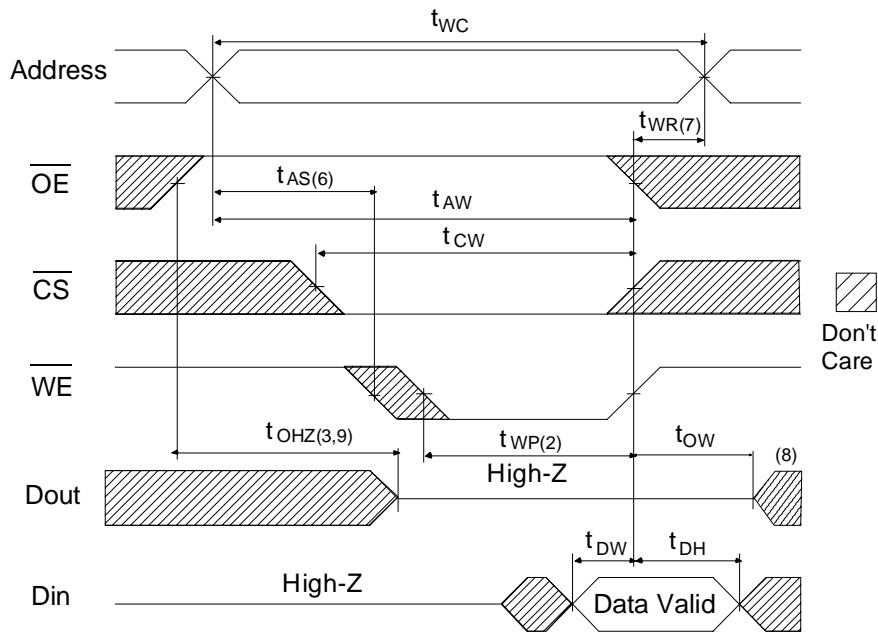 tWC
Address
tWR(7)
OE
tAS(6)
tAW
tCW
CS
Don't
Care
WE
tOHZ(3,9)
tWP(2)
tOW
High-Z
(8)
Dout
tDW
tDH
High-Z
Din
Data Valid